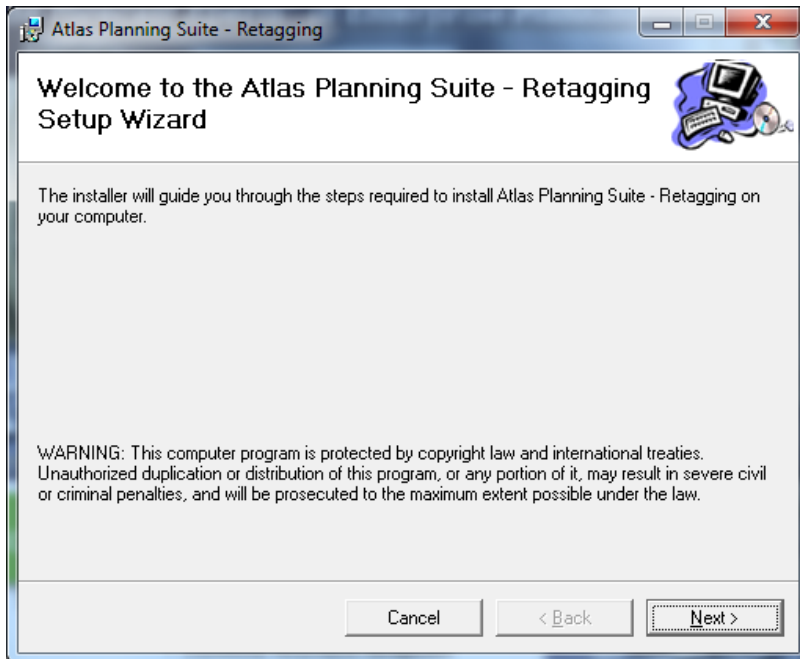 Atlas Planning Suite - Retagging
Welcome to the Atlas Planning Suite - Retagging
Setup Wizard
The installer will guide you through the steps required to install Atlas Planning Suite - Retagging on
your computer.
WARNING: This computer program is protected by copyright law and international treaties.
Unauthorized duplication or distribution of this program, or any portion of it, may result in severe civil
or criminal penalties, and will be prosecuted to the maximum extent possible under the law.
Cancel < Back Next >